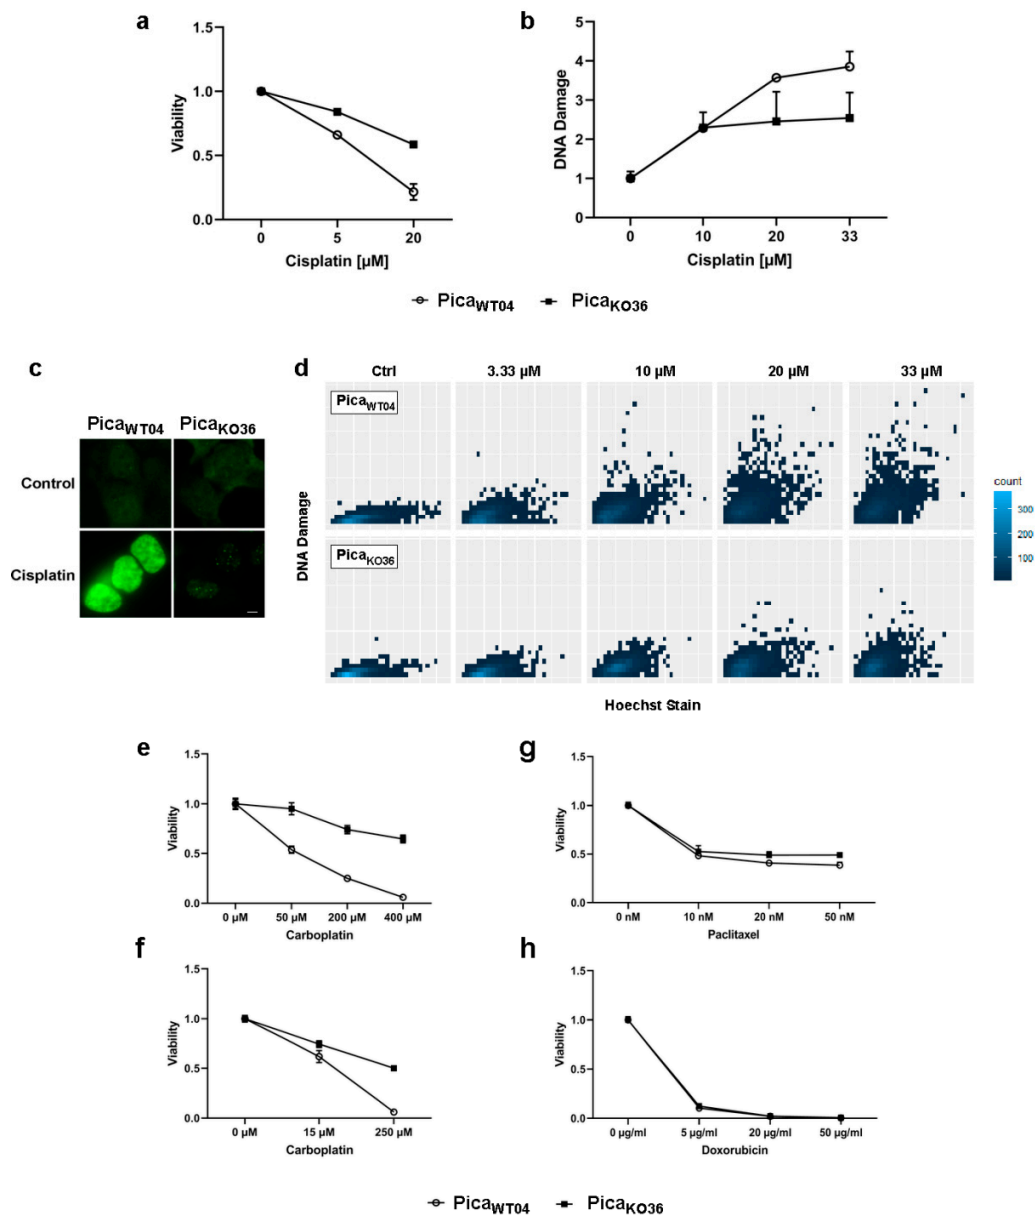 a
1.5
1.0
0.5
0.0
Viability
0 5 20
Cisplatin [µM]
b
5
4
3
2
1
0
DNA Damage
0 10 20 33
Cisplatin [µM]
PicaWT04 PicaKO36
c
PicaWT04 PicaKO36
Control
Cisplatin
d
Ctrl 3.33 µM 10 µM 20 µM 33 µM
PicaWT04
PicaKO36
DNA Damage
Hoechst Stain
count
300
200
100
e
1.5
1.0
0.5
0.0
Viability
0 µM 50 µM 200 µM 400 µM
Carboplatin
g
1.5
1.0
0.5
0.0
Viability
0 nM 10 nM 20 nM 50 nM
Paclitaxel
f
1.5
1.0
0.5
0.0
Viability
0 µM 15 µM 250 µM
Carboplatin
h
1.5
1.0
0.5
0.0
Viability
0 µg/ml 5 µg/ml 20 µg/ml 50 µg/ml
Doxorubicin
PicaWT04 PicaKO36